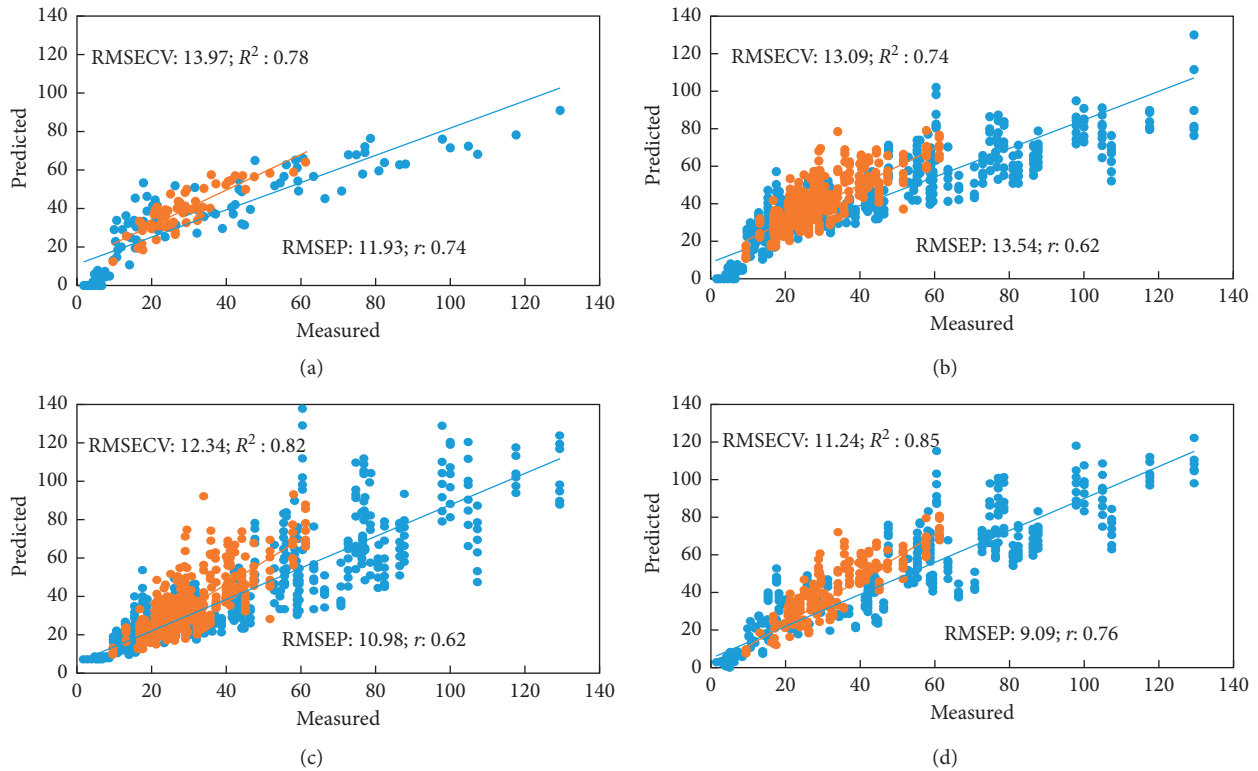 140
120
100
80
60
40
20
0
Predicted
RMSECV: 13.97; R² : 0.78
RMSEP: 11.93; r: 0.74
0 20 40 60 80 100 120 140
Measured
(a)
140
120
100
80
60
40
20
0
Predicted
RMSECV: 13.09; R² : 0.74
RMSEP: 13.54; r: 0.62
0 20 40 60 80 100 120 140
Measured
(b)
140
120
100
80
60
40
20
0
Predicted
RMSECV: 12.34; R² : 0.82
RMSEP: 10.98; r: 0.62
0 20 40 60 80 100 120 140
Measured
(c)
140
120
100
80
60
40
20
0
Predicted
RMSECV: 11.24; R² : 0.85
RMSEP: 9.09; r: 0.76
0 20 40 60 80 100 120 140
Measured
(d)